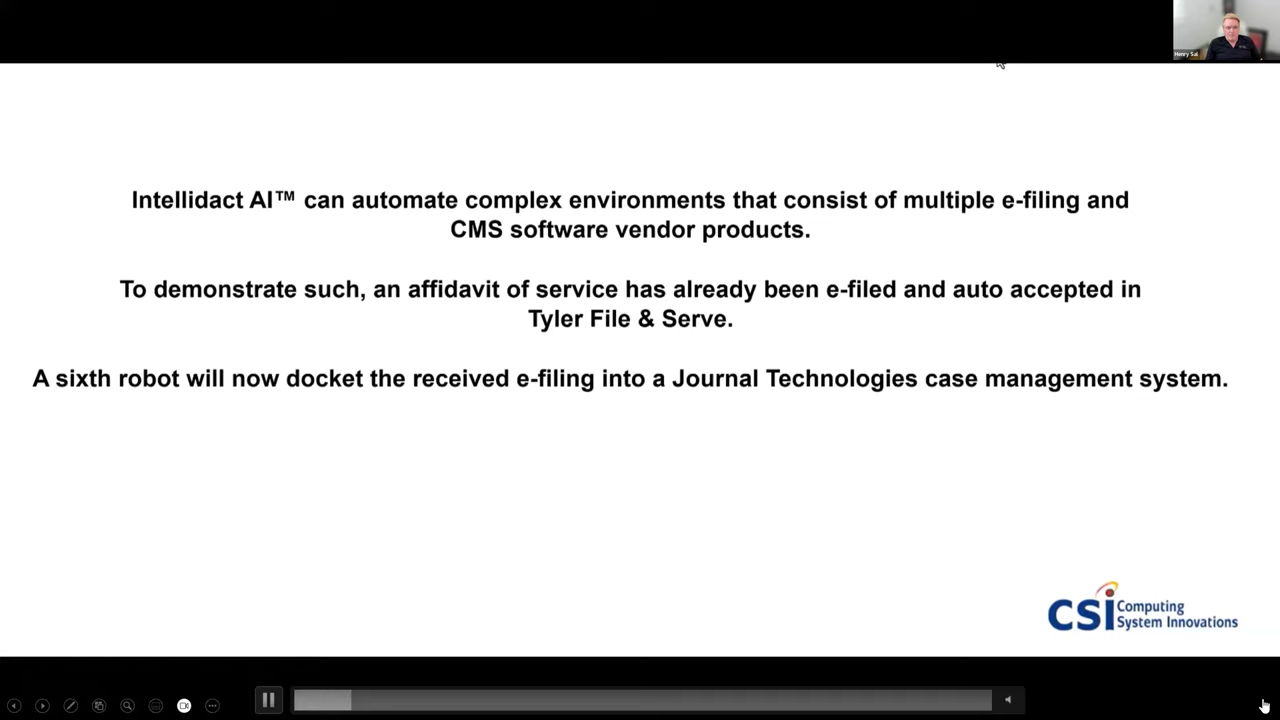 Henry Sal
Intellidact AI™ can automate complex environments that consist of multiple e-filing and
CMS software vendor products.
To demonstrate such, an affidavit of service has already been e-filed and auto accepted in
Tyler File & Serve.
A sixth robot will now docket the received e-filing into a Journal Technologies case management system.
CSI Computing
System Innovations